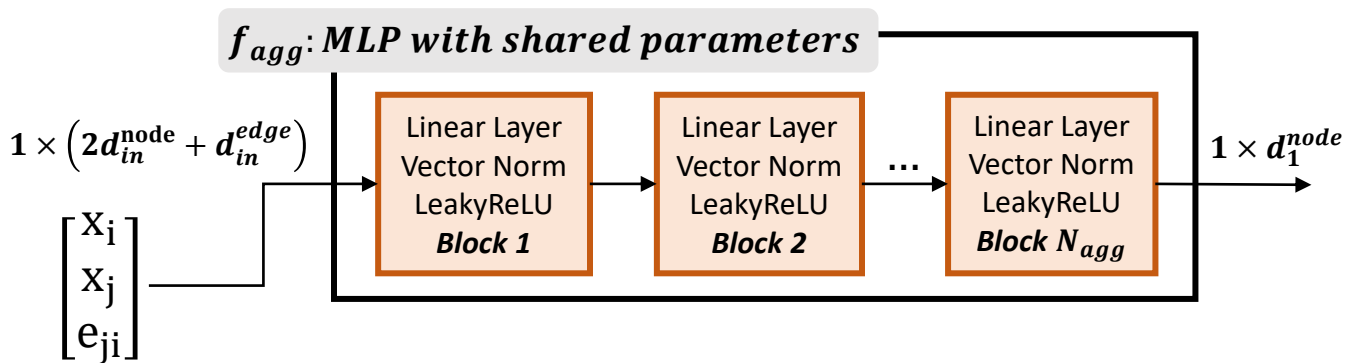 f_agg: MLP with shared parameters
1 × (2d_in^node + d_in^edge)
[x_i
x_j
e_ji]
Linear Layer
Vector Norm
LeakyReLU
Block 1
Linear Layer
Vector Norm
LeakyReLU
Block 2
...
Linear Layer
Vector Norm
LeakyReLU
Block N_agg
1 × d_1^node